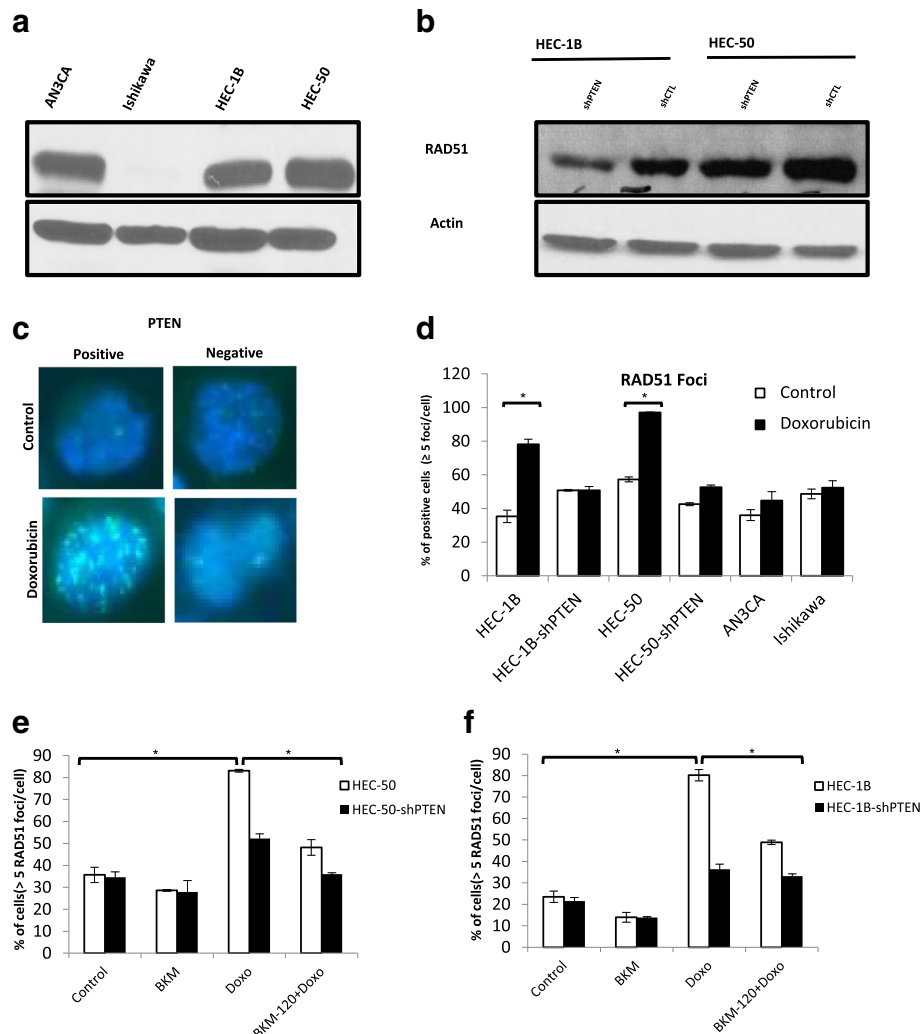 a
AN3CA
Ishikawa
HEC-1B
HEC-50
b
HEC-1B
HEC-50
shPTEN
shCTL
shPTEN
shCTL
RAD51
Actin
c
PTEN
Positive
Negative
Control
Doxorubicin
d
RAD51 Foci
% of positive cells (≥ 5 foci/cell)
120
100
80
60
40
20
0
*
*
Control
Doxorubicin
HEC-1B
HEC-1B-shPTEN
HEC-50
HEC-50-shPTEN
AN3CA
Ishikawa
e
% of cells(> 5 RAD51 foci/cell)
90
80
70
60
50
40
30
20
10
0
*
*
HEC-50
HEC-50-shPTEN
Control
BKM
Doxo
BKM-120+Doxo
f
% of cells(> 5 RAD51 foci/cell)
90
80
70
60
50
40
30
20
10
0
*
*
HEC-1B
HEC-1B-shPTEN
Control
BKM
Doxo
BKM-120+Doxo